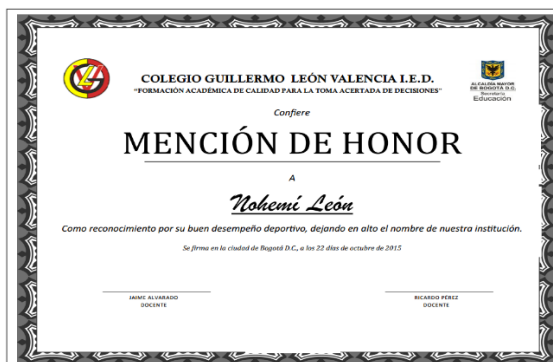 COLEGIO GUILLERMO LEÓN VALENCIA I.E.D.
"FORMACIÓN ACADÉMICA DE CALIDAD PARA LA TOMA ACERTADA DE DECISIONES"
ALCALDÍA MAYOR
DE BOGOTÁ D.C.
Secretaría
Educación
Confiere
MENCIÓN DE HONOR
A
Nohemí León
Como reconocimiento por su buen desempeño deportivo, dejando en alto el nombre de nuestra institución.
Se firma en la ciudad de Bogotá D.C., a los 22 días de octubre de 2015
JAIME ALVARADO
DOCENTE
RICARDO PÉREZ
DOCENTE